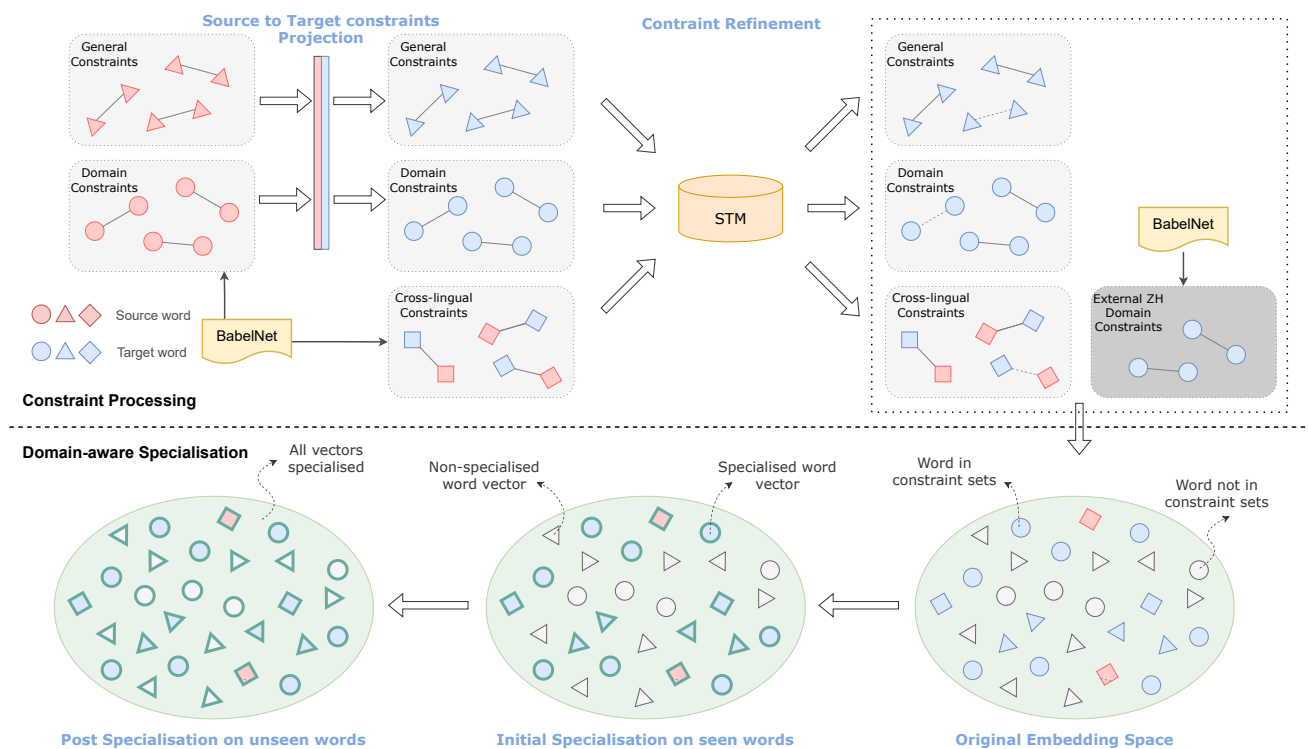 Source to Target constraints
Projection
Contraint Refinement
General
Constraints
General
Constraints
General
Constraints
Domain
Constraints
Domain
Constraints
Domain
Constraints
STM
BabelNet
Cross-lingual
Constraints
Cross-lingual
Constraints
External ZH
Domain
Constraints
Source word
Target word
BabelNet
Constraint Processing
Domain-aware Specialisation
All vectors
specialised
Non-specialised
word vector
Specialised word
vector
Word in
constraint sets
Word not in
constraint sets
Post Specialisation on unseen words
Initial Specialisation on seen words
Original Embedding Space